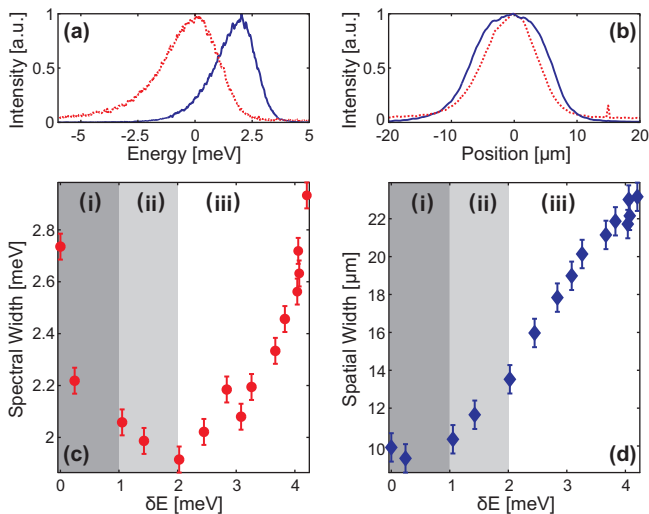 (a)
Intensity [a.u.]
1
0.5
0
-5
-2.5
0
2.5
5
Energy [meV]
(b)
Intensity [a.u.]
1
0.5
0
-20
-10
0
10
20
Position [µm]
(i)
(ii)
(iii)
Spectral Width [meV]
2.8
2.6
2.4
2.2
2
(c)
0
1
2
3
4
δE [meV]
(i)
(ii)
(iii)
Spatial Width [µm]
22
20
18
16
14
12
10
(d)
0
1
2
3
4
δE [meV]